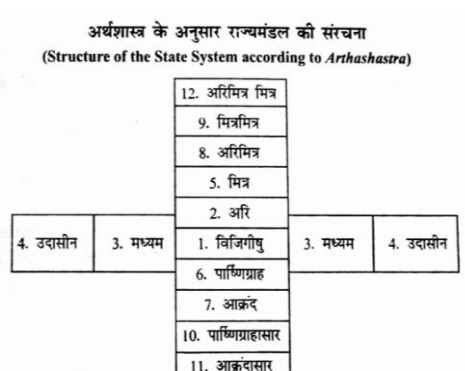 अर्थशास्त्र के अनुसार राज्यमंडल की संरचना
(Structure of the State System according to Arthashastra)
12. अरिमित्र मित्र
9. मित्रमित्र
8. अरिमित्र
5. मित्र
2. अरि
4. उदासीन 3. मध्यम 1. विजिगीषु 3. मध्यम 4. उदासीन
6. पार्ष्णिग्राह
7. आक्रंद
10. पार्ष्णिग्राहासार
11. आक्रंदासार